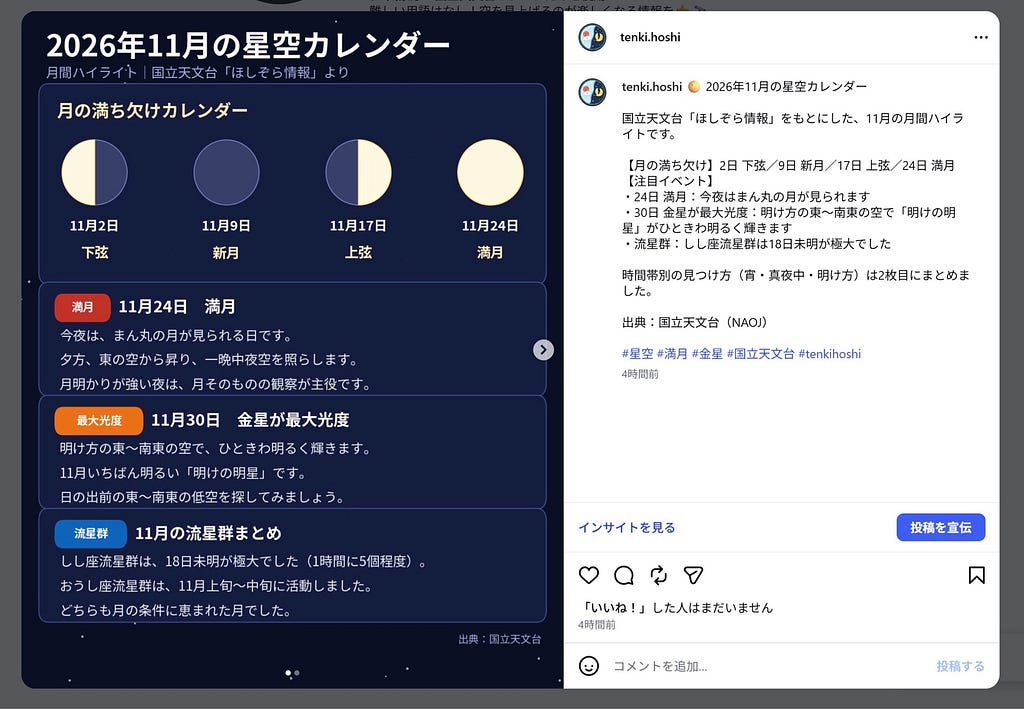 2026年11月の星空カレンダー
月間ハイライト｜国立天文台「ほしぞら情報」より
月の満ち欠けカレンダー
11月2日
11月9日
11月17日
11月24日
下弦
新月
上弦
満月
満月 11月24日 満月
今夜は、まん丸の月が見られる日です。
夕方、東の空から昇り、一晩中夜空を照らします。
月明かりが強い夜は、月そのものの観察が主役です。
最大光度 11月30日 金星が最大光度
明け方の東〜南東の空で、ひときわ明るく輝きます。
11月いちばん明るい「明けの明星」です。
日の出前の東〜南東の低空を探してみましょう。
流星群 11月の流星群まとめ
しし座流星群は、18日未明が極大でした（1時間に5個程度）。
おうし座流星群は、11月上旬〜中旬に活動しました。
どちらも月の条件に恵まれた月でした。
出典：国立天文台
tenki.hoshi
tenki.hoshi 2026年11月の星空カレンダー
国立天文台「ほしぞら情報」をもとにした、11月の月間ハイラ
イトです。
【月の満ち欠け】2日 下弦／9日 新月／17日 上弦／24日 満月
【注目イベント】
・24日 満月：今夜はまん丸の月が見られます
・30日 金星が最大光度：明け方の東〜南東の空で「明けの明
星」がひときわ明るく輝きます
・流星群：しし座流星群は18日未明が極大でした
時間帯別の見つけ方（宵・真夜中・明け方）は2枚目にまとめま
した。
出典：国立天文台（NAOJ）
#星空 #満月 #金星 #国立天文台 #tenkihoshi
4時間前
インサイトを見る
投稿を宣伝
「いいね！」した人はまだいません
4時間前
コメントを追加...
投稿する